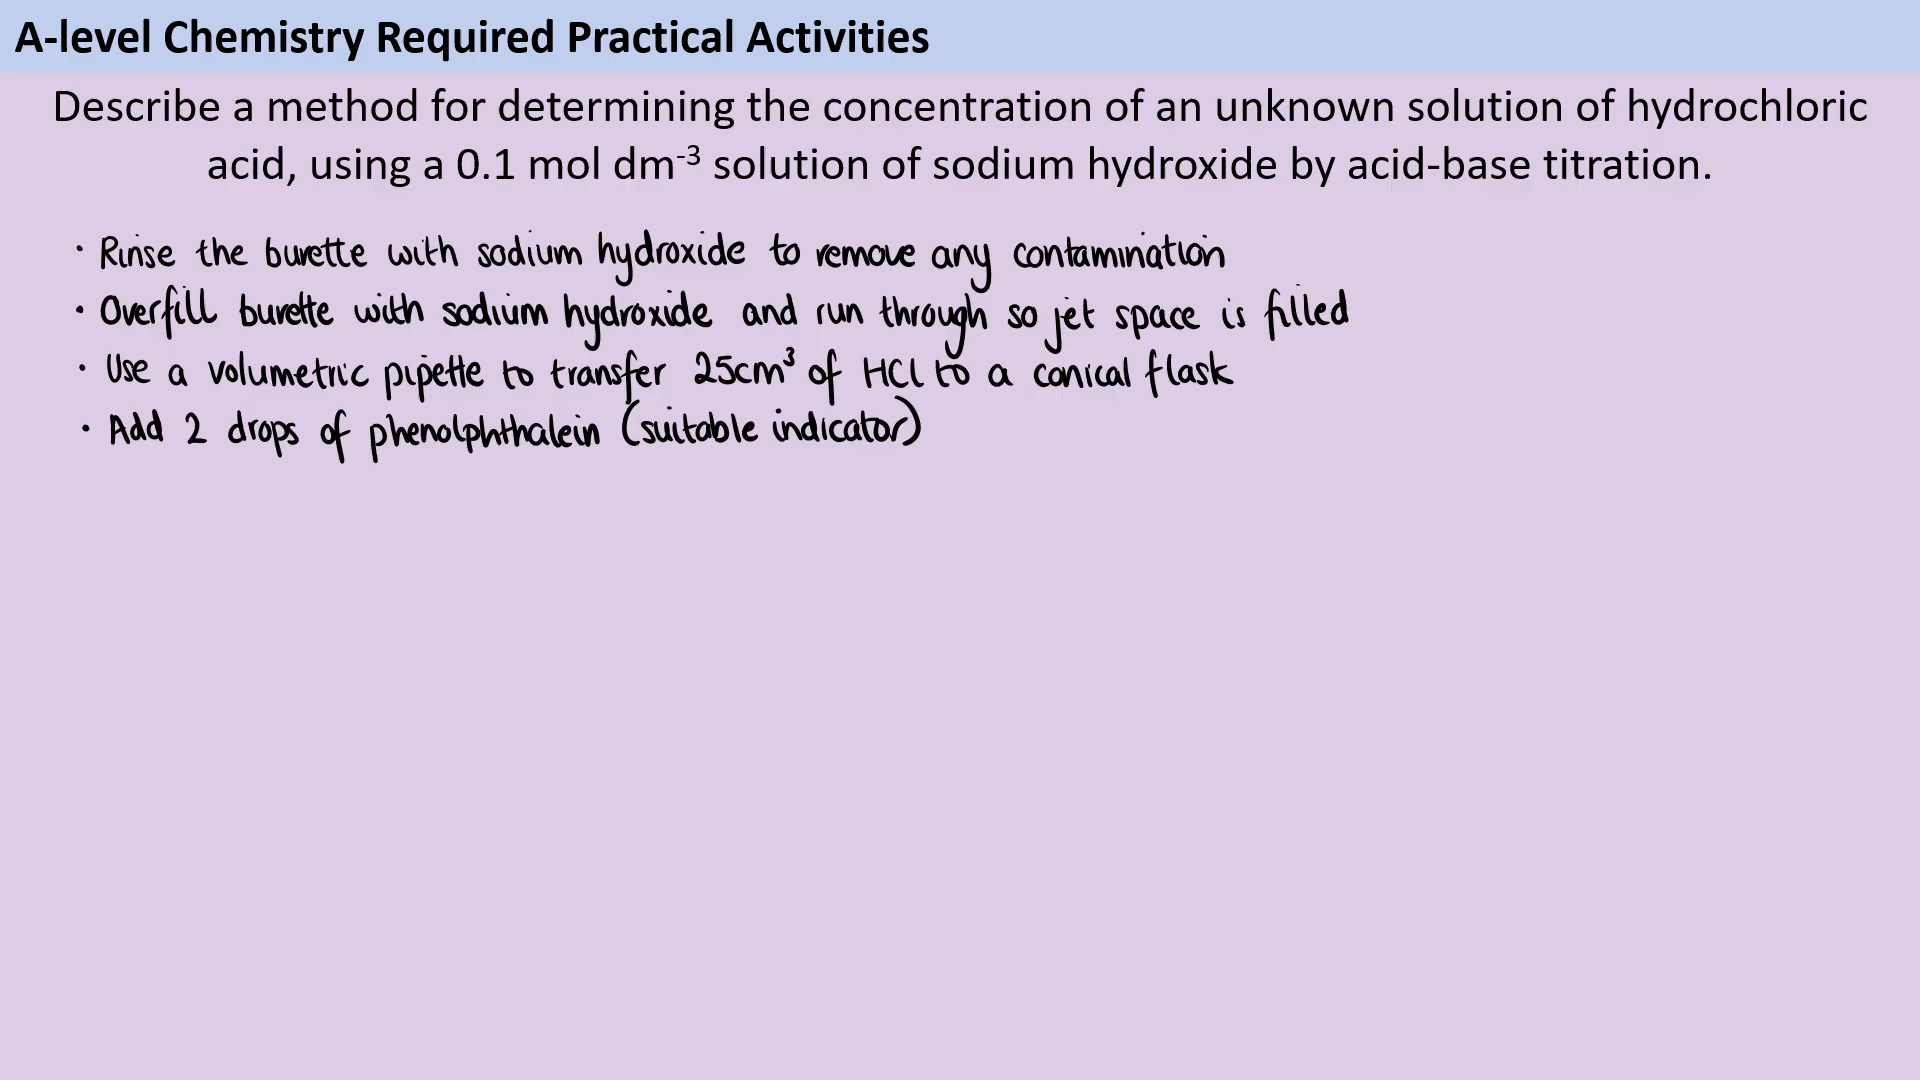 A-level Chemistry Required Practical Activities
Describe a method for determining the concentration of an unknown solution of hydrochloric
acid, using a 0.1 mol dm⁻³ solution of sodium hydroxide by acid-base titration.
· Rinse the burette with sodium hydroxide to remove any contamination
· Overfill burette with sodium hydroxide and run through so jet space is filled
· Use a volumetric pipette to transfer 25cm³ of HCl to a conical flask
· Add 2 drops of phenolphthalein (suitable indicator)